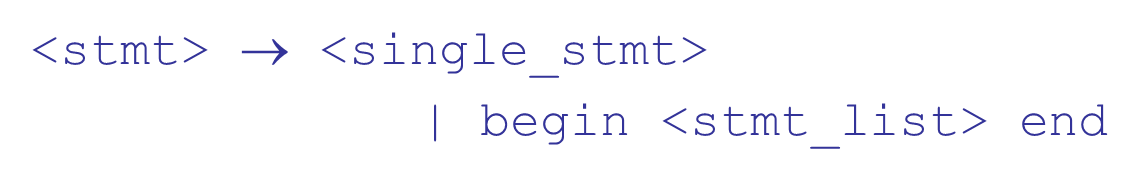 <stmt> → <single_stmt>
| begin <stmt_list> end